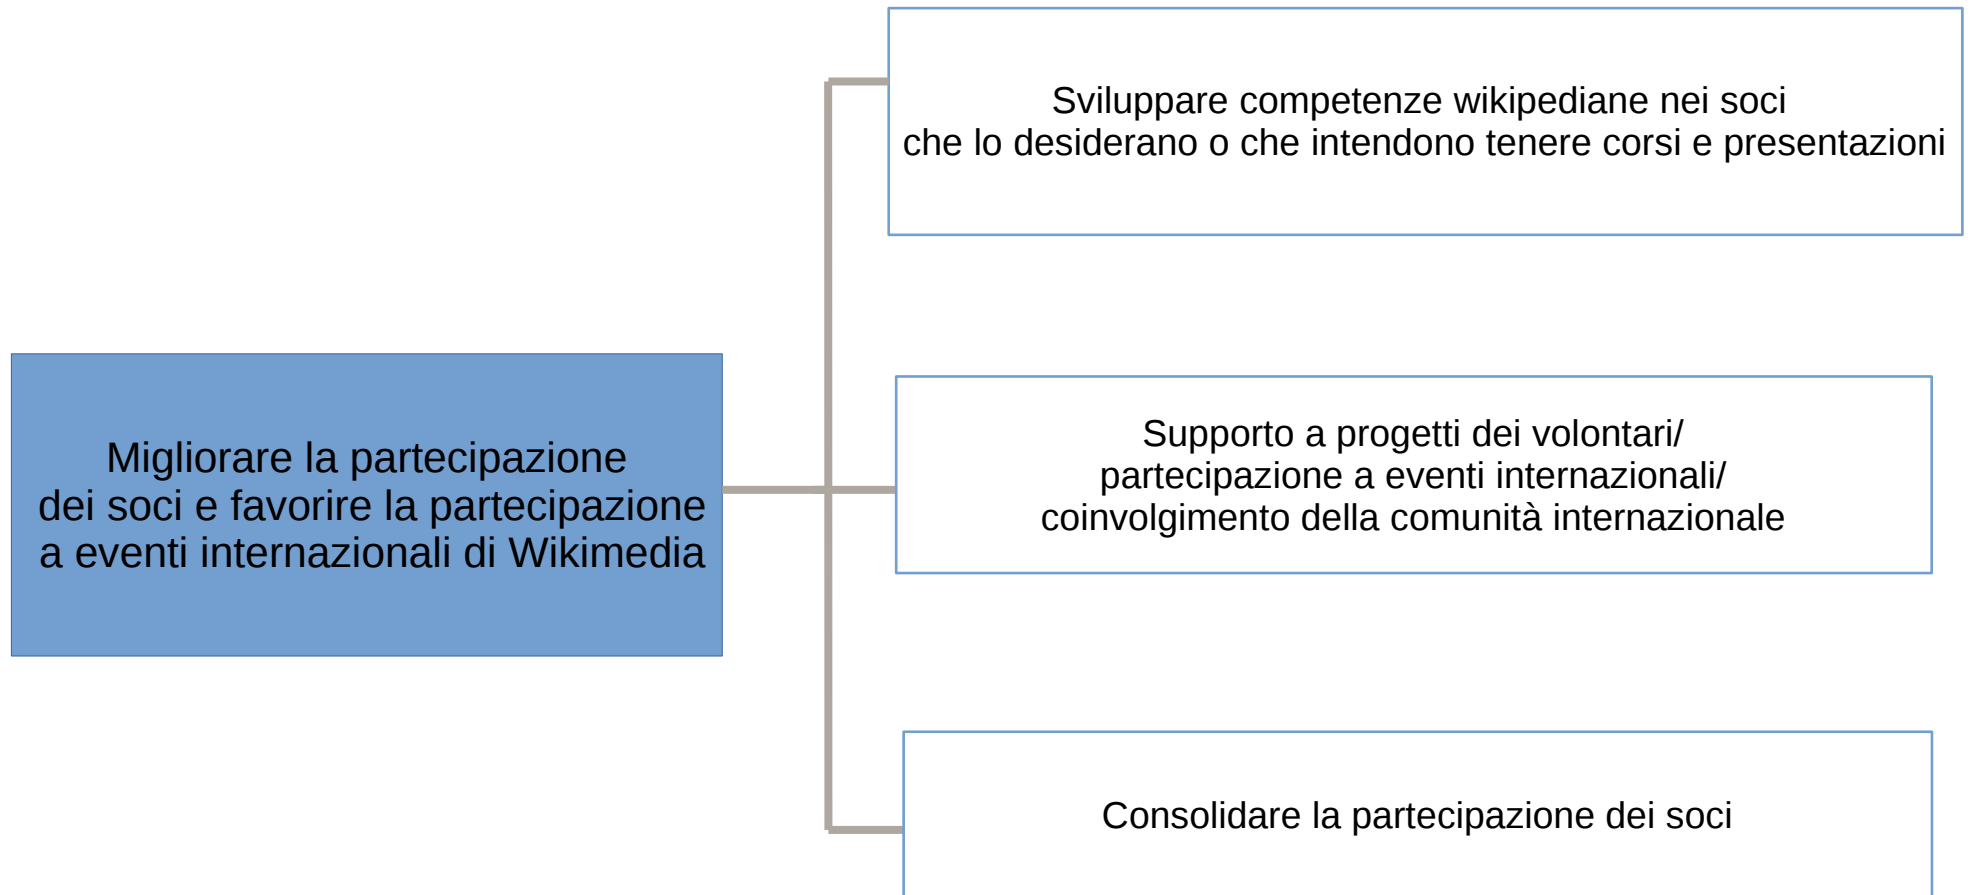 Sviluppare competenze wikipediane nei soci
che lo desiderano o che intendono tenere corsi e presentazioni
Migliorare la partecipazione
dei soci e favorire la partecipazione
a eventi internazionali di Wikimedia
Supporto a progetti dei volontari/
partecipazione a eventi internazionali/
coinvolgimento della comunità internazionale
Consolidare la partecipazione dei soci